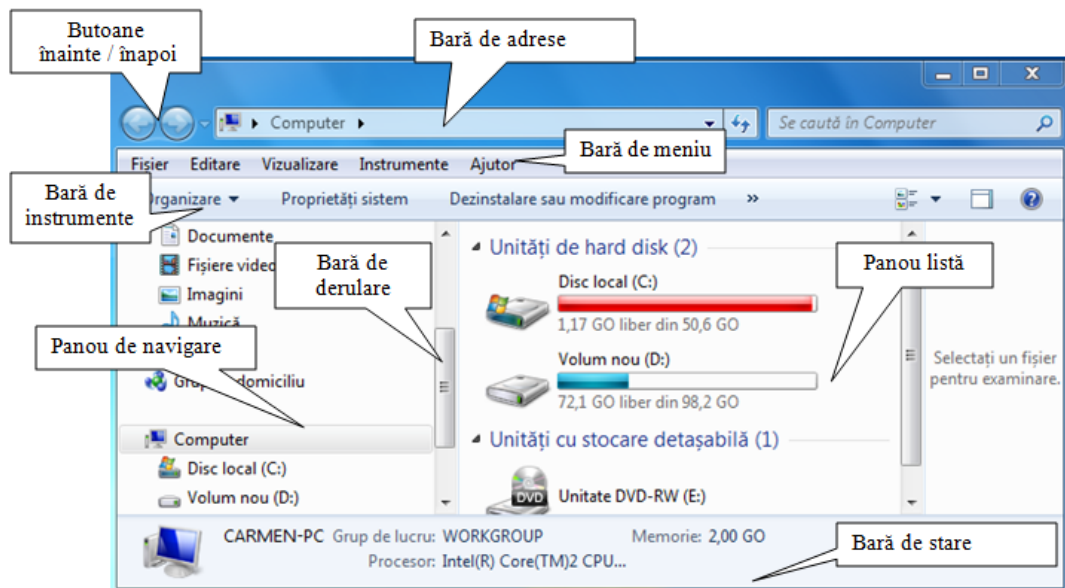 Butoane
înainte / înapoi
Bară de adrese
Computer
Se caută în Computer
Fișier Editare Vizualizare Instrumente Ajutor
Bară de meniu
Bară de
instrumente
Organizare Proprietăți sistem Dezinstalare sau modificare program »
Documente
Fișiere video
Imagini
Muzică
Bară de
derulare
Panou de navigare
domiciliu
Computer
Disc local (C:)
Volum nou (D:)
Unități de hard disk (2)
Disc local (C:)
1,17 GO liber din 50,6 GO
Volum nou (D:)
72,1 GO liber din 98,2 GO
Unități cu stocare detașabilă (1)
DVD
Unitate DVD-RW (E:)
Panou listă
Selectați un fișier
pentru examinare.
CARMEN-PC Grup de lucru: WORKGROUP Memorie: 2,00 GO
Procesor: Intel(R) Core(TM)2 CPU...
Bară de stare